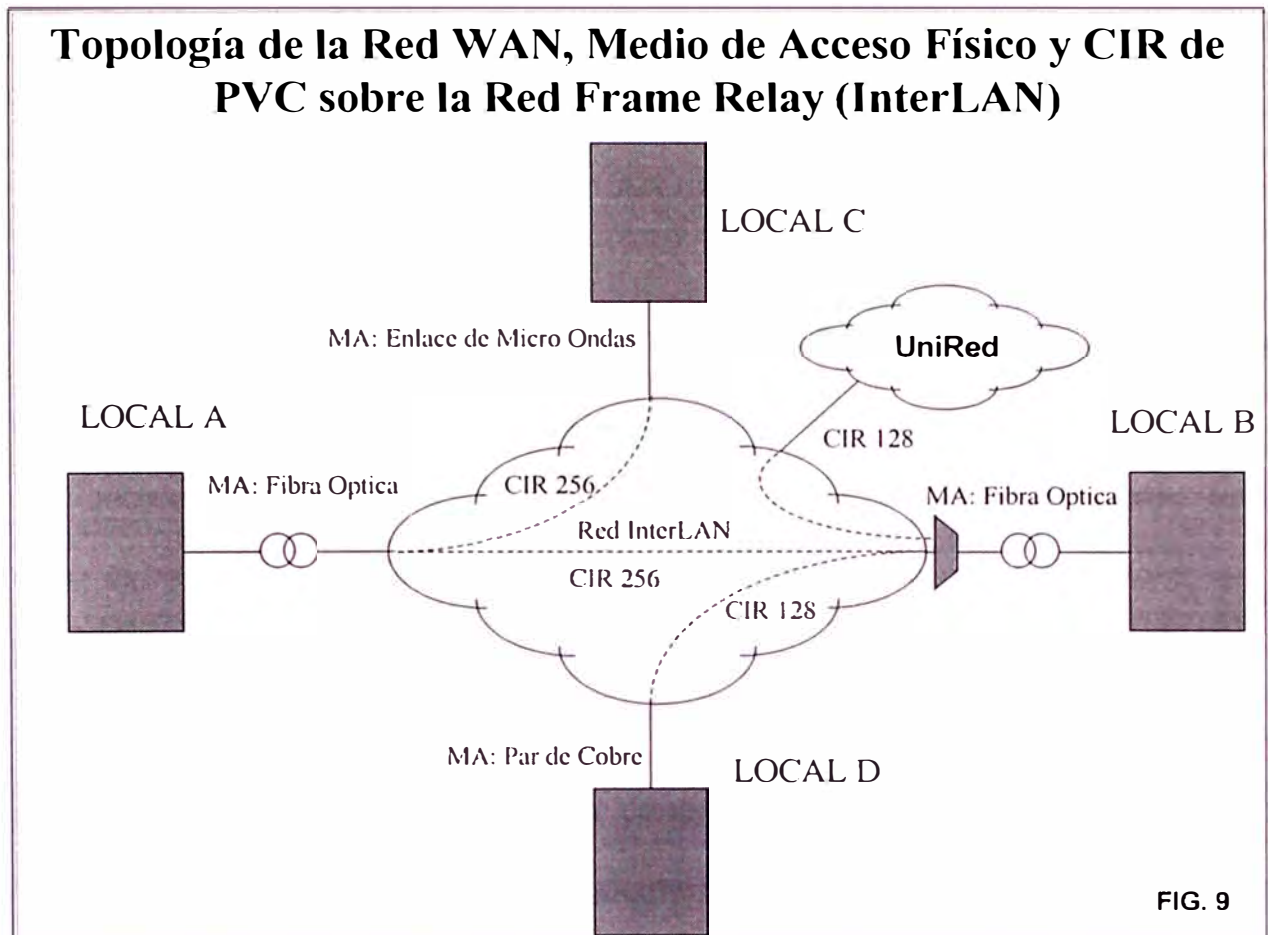 Topología de la Red WAN, Medio de Acceso Físico y CIR de
PVC sobre la Red Frame Relay (InterLAN)
LOCAL C
MA: Enlace de Micro Ondas
UniRed
LOCAL A
CIR 128
LOCAL B
MA: Fibra Optica
CIR 256
MA: Fibra Optica
Red InterLAN
CIR 256
CIR 128
MA: Par de Cobre
LOCAL D
FIG. 9